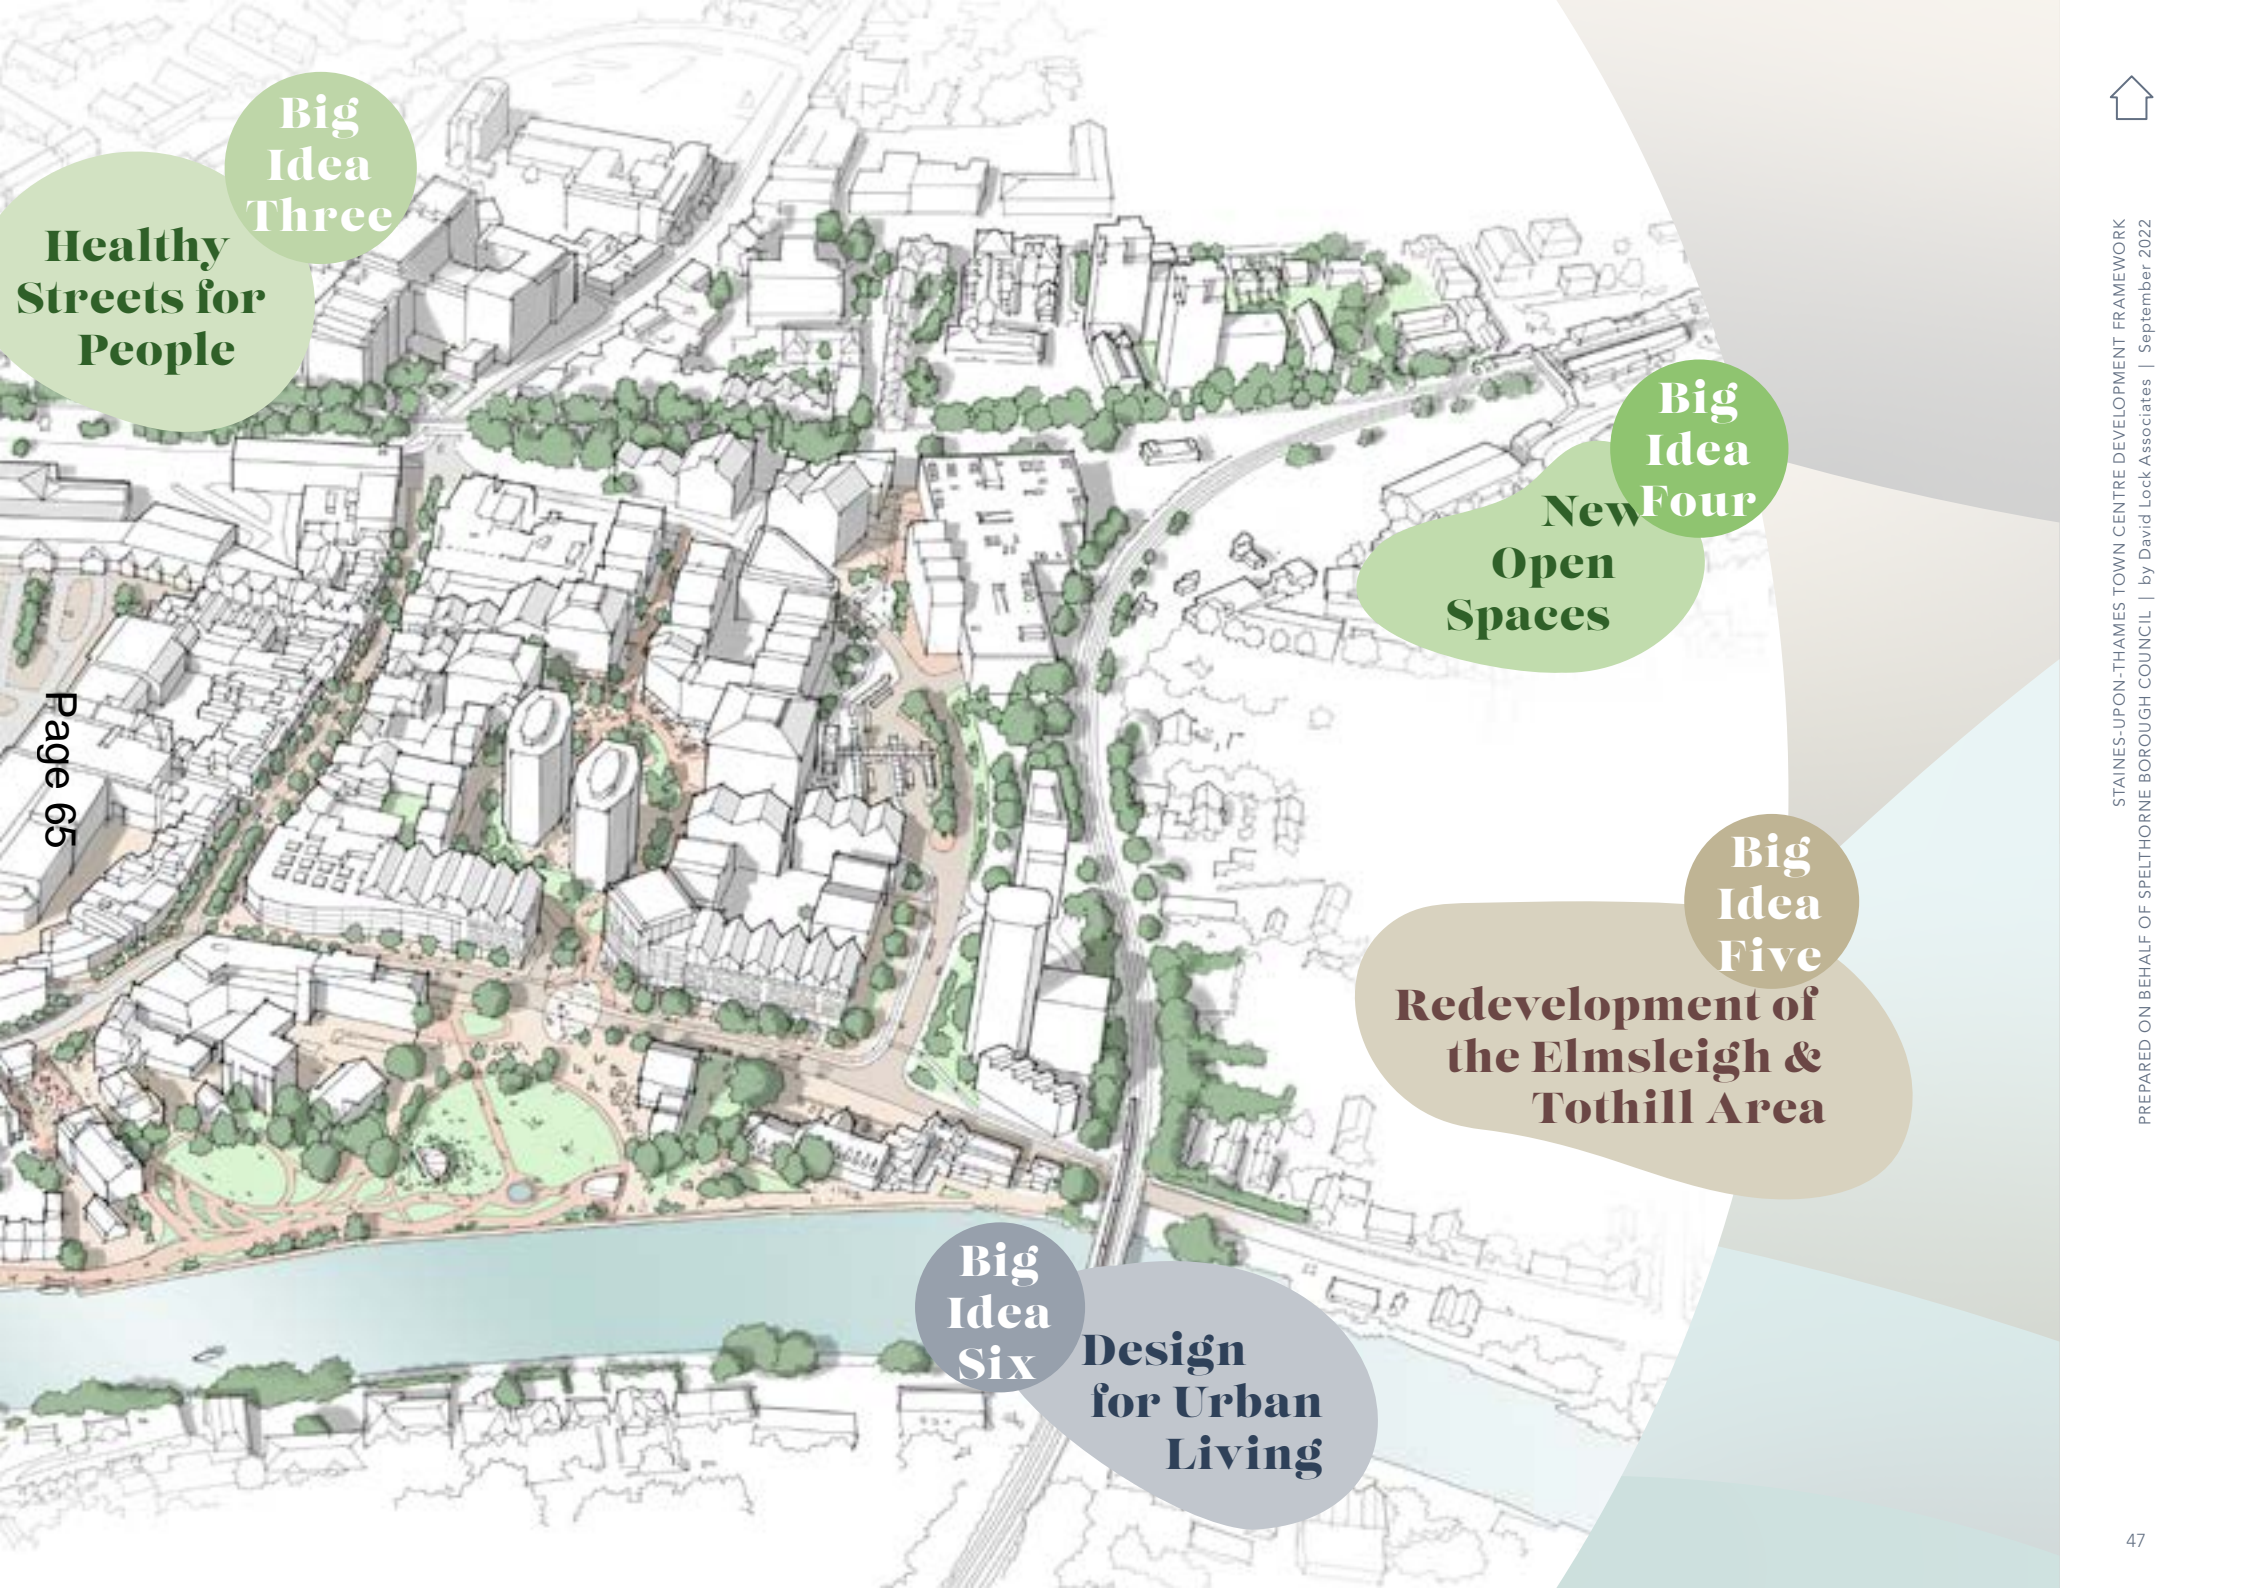 Big
Idea
Three
Healthy
Streets for
People
Big
Idea
Four
New
Open
Spaces
Big
Idea
Five
Redevelopment of
the Elmsleigh &
Tothill Area
Big
Idea
Six
Design
for Urban
Living
Page 65
STAINES-UPON-THAMES TOWN CENTRE DEVELOPMENT FRAMEWORK
PREPARED ON BEHALF OF SPELTHORNE BOROUGH COUNCIL | by David Lock Associates | September 2022
47